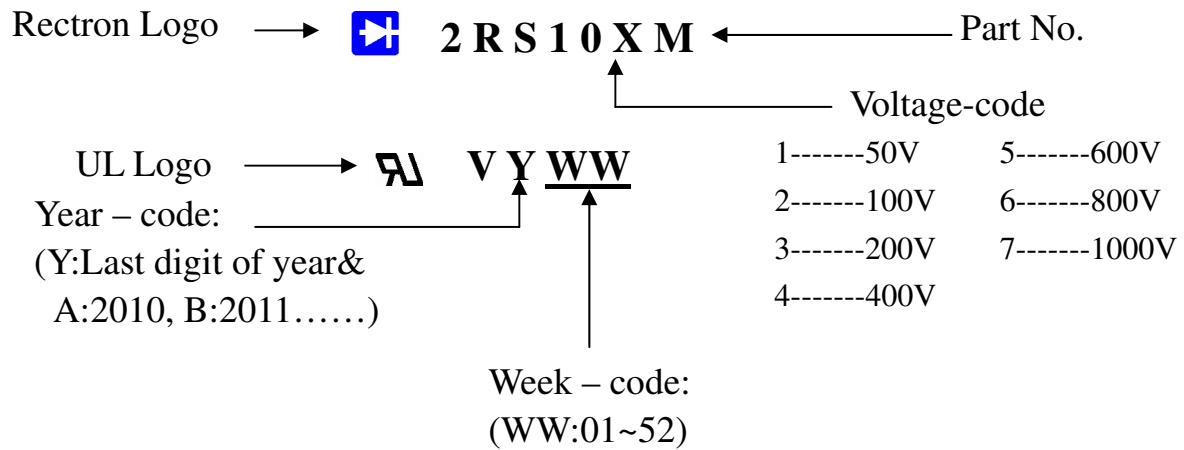 Rectron Logo 2 R S 1 0 X M Part No.
Voltage-code
UL Logo V Y WW
1-------50V 5-------600V
Year – code:
2-------100V 6-------800V
(Y:Last digit of year&
3-------200V 7-------1000V
A:2010, B:2011……)
4-------400V
Week – code:
(WW:01~52)